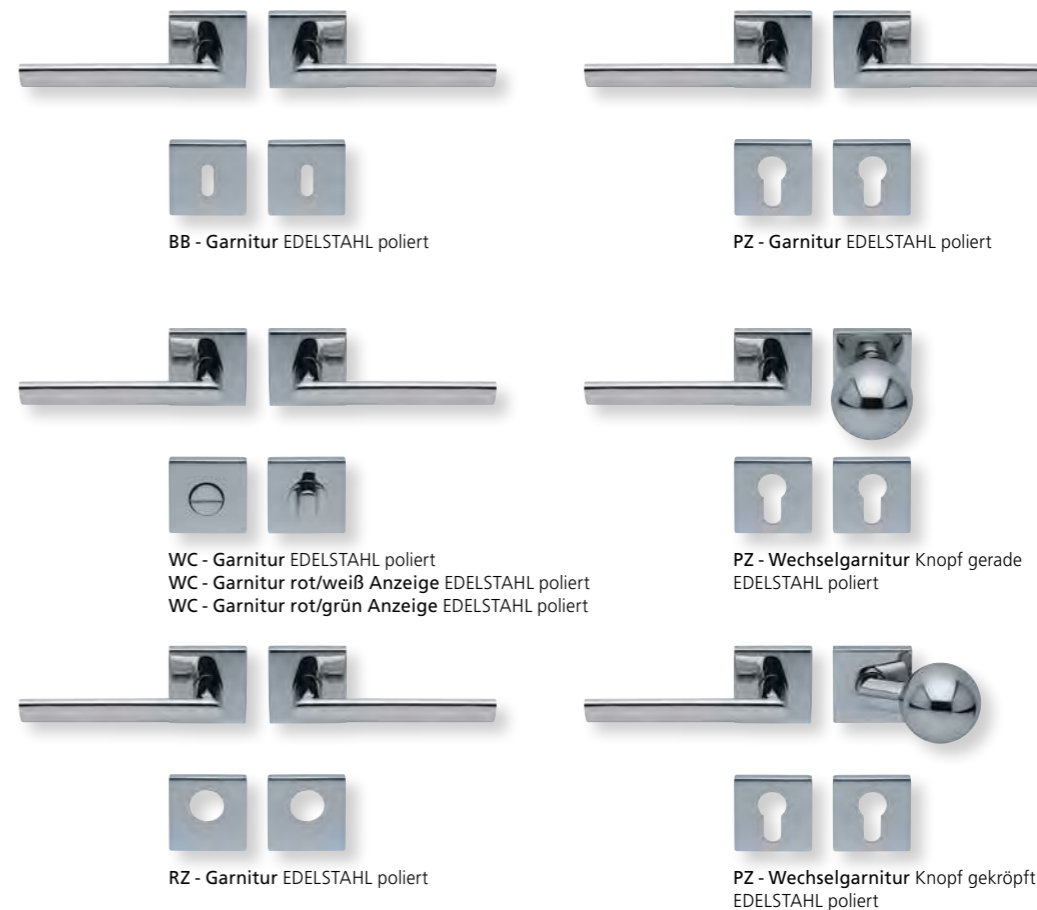 BB - Garnitur EDELSTAHL poliert
PZ - Garnitur EDELSTAHL poliert
WC - Garnitur EDELSTAHL poliert
WC - Garnitur rot/weiß Anzeige EDELSTAHL poliert
WC - Garnitur rot/grün Anzeige EDELSTAHL poliert
PZ - Wechselgarnitur Knopf gerade
EDELSTAHL poliert
RZ - Garnitur EDELSTAHL poliert
PZ - Wechselgarnitur Knopf gekröpft
EDELSTAHL poliert